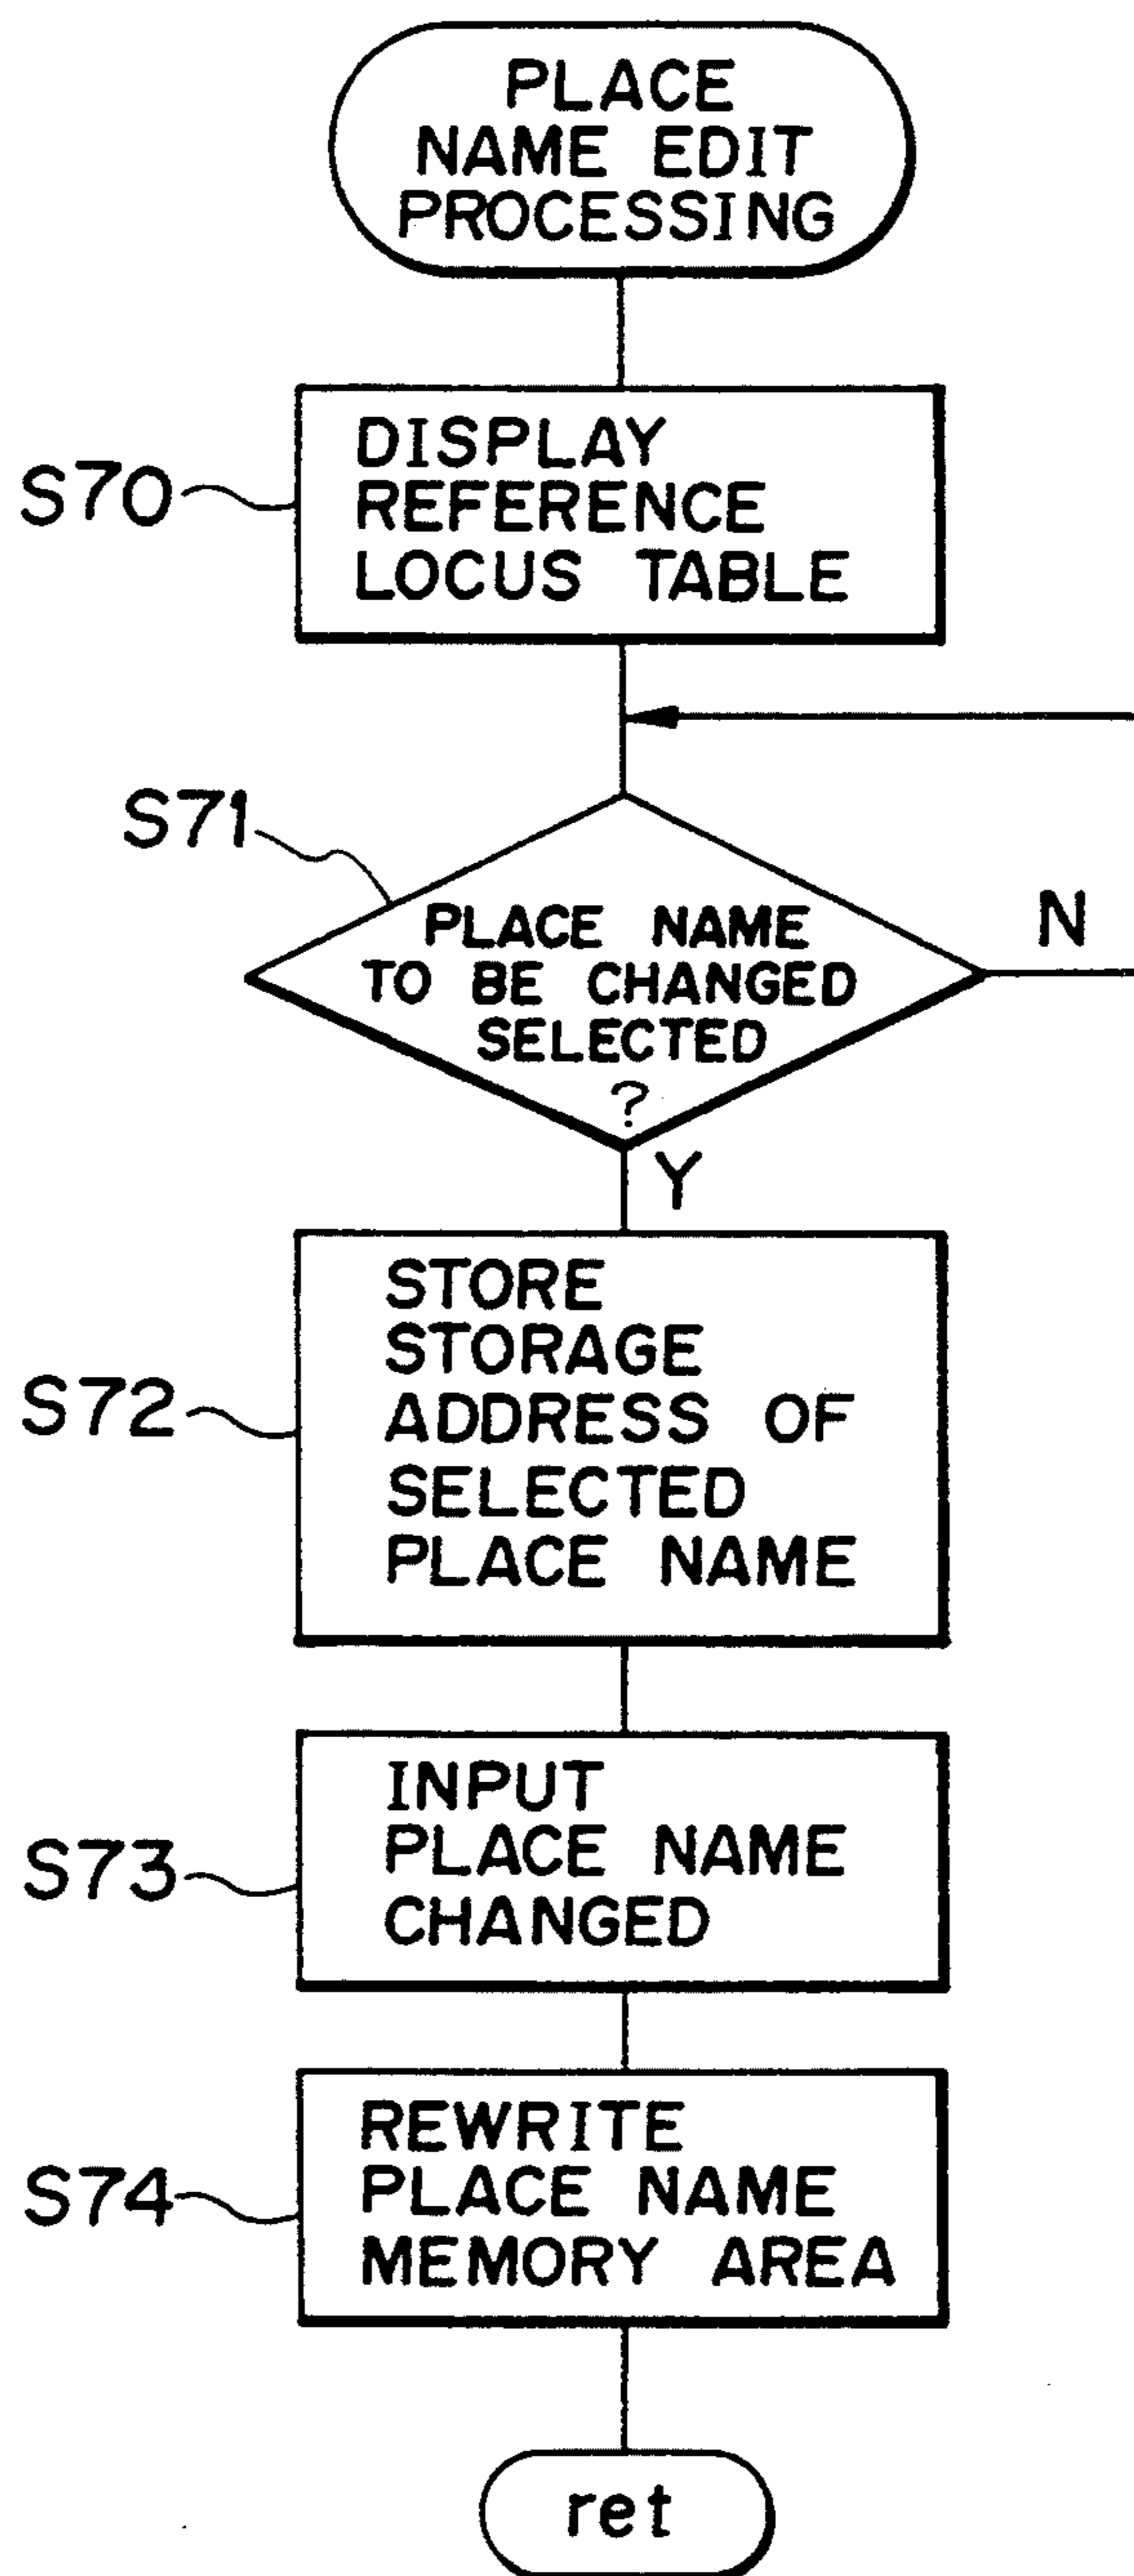 PLACE
NAME EDIT
PROCESSING
S70
DISPLAY
REFERENCE
LOCUS TABLE
S71
PLACE NAME
TO BE CHANGED
SELECTED
?
N
Y
S72
STORE
STORAGE
ADDRESS OF
SELECTED
PLACE NAME
S73
INPUT
PLACE NAME
CHANGED
S74
REWRITE
PLACE NAME
MEMORY AREA
ret